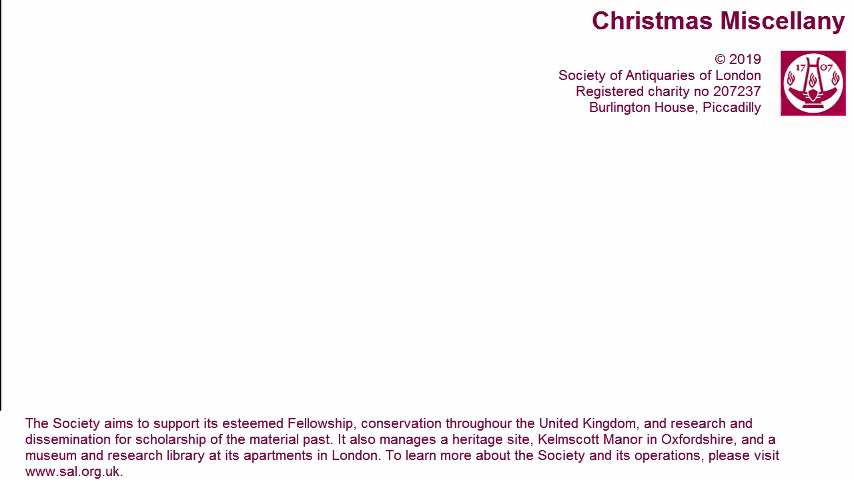 Christmas Miscellany
© 2019
Society of Antiquaries of London
Registered charity no 207237
Burlington House, Piccadilly
17 07
The Society aims to support its esteemed Fellowship, conservation throughour the United Kingdom, and research and
dissemination for scholarship of the material past. It also manages a heritage site, Kelmscott Manor in Oxfordshire, and a
museum and research library at its apartments in London. To learn more about the Society and its operations, please visit
www.sal.org.uk.